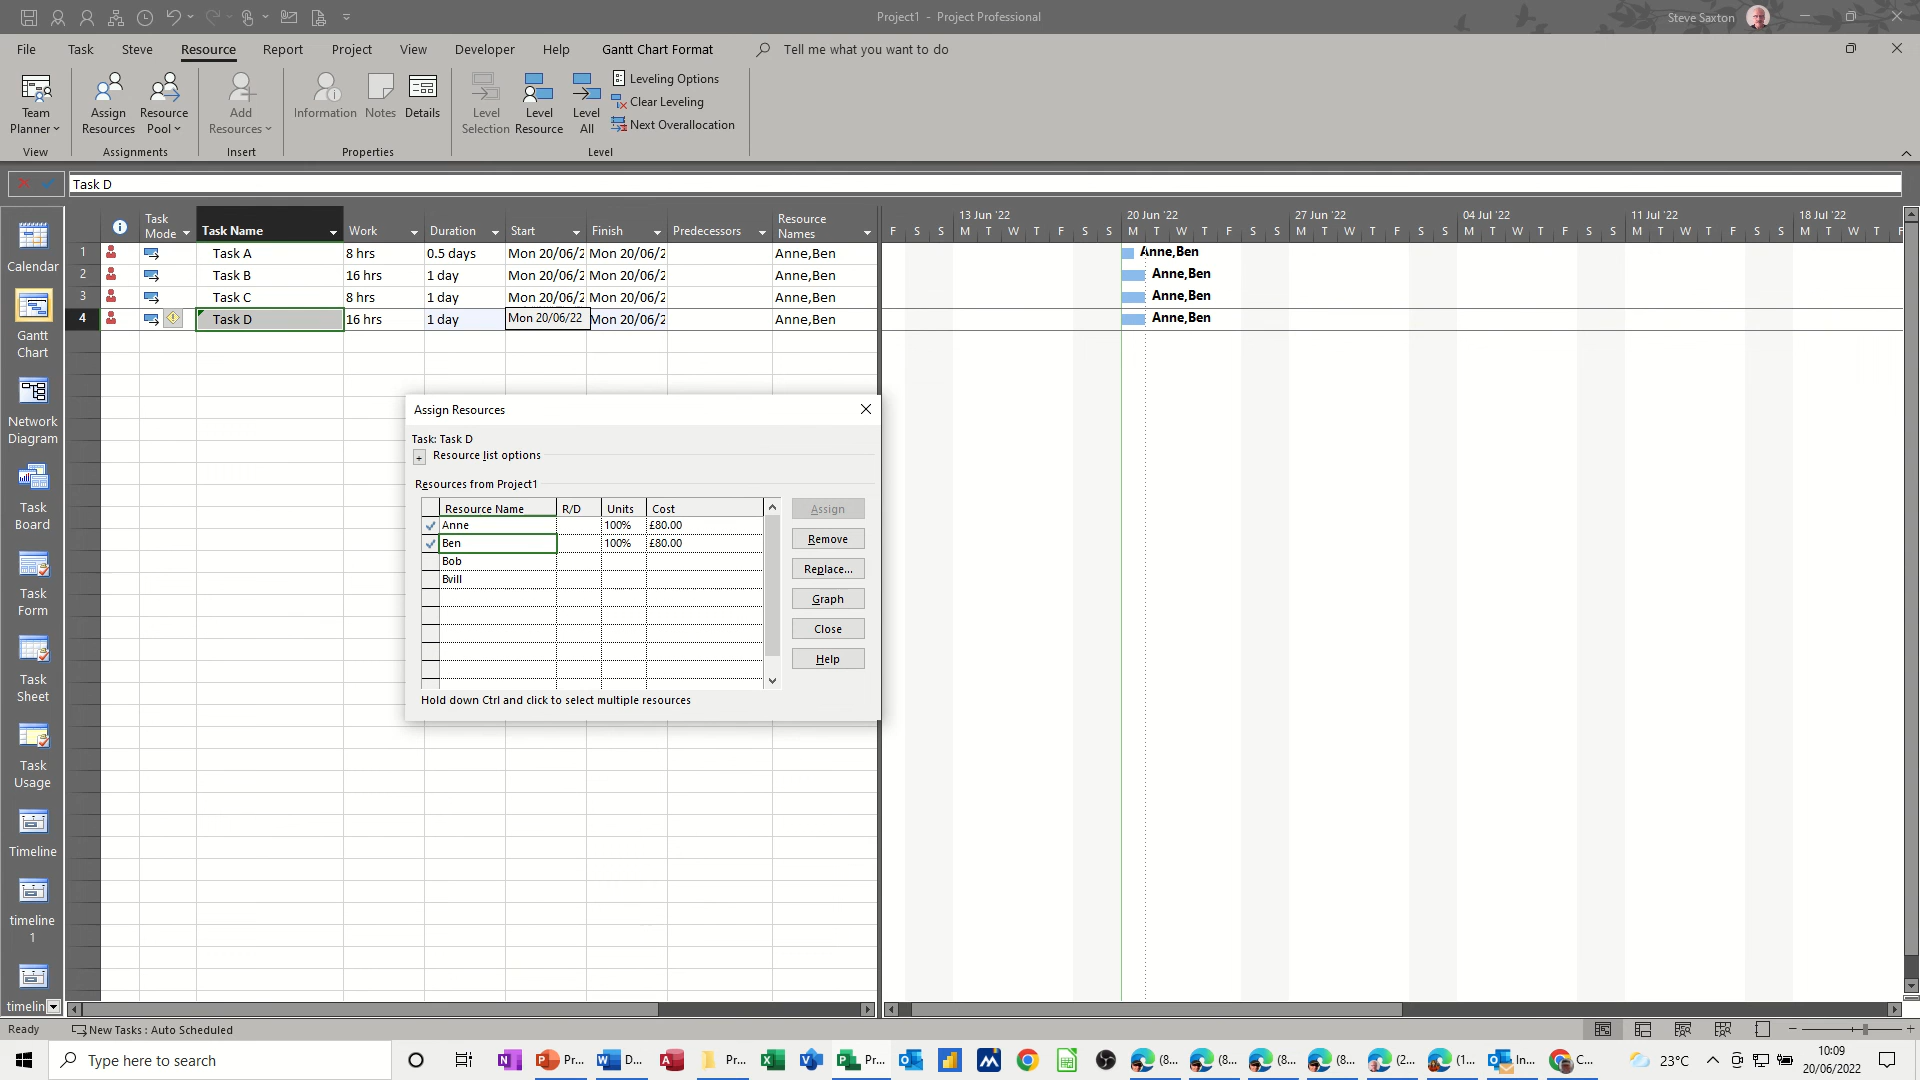 Project1 - Project Professional
Steve Saxton
File Task Steve Resource Report Project View Developer Help Gantt Chart Format Tell me what you want to do
Team Planner
Assign Resources
Resource Pool
Add Resources
Information
Notes
Details
Level Selection
Level Resource
Level All
Leveling Options
Clear Leveling
Next Overallocation
View Assignments Insert Properties Level
Task D
Task Mode Task Name Work Duration Start Finish Predecessors Resource Names
1 Task A 8 hrs 0.5 days Mon 20/06/2 Mon 20/06/2 Anne,Ben
2 Task B 16 hrs 1 day Mon 20/06/2 Mon 20/06/2 Anne,Ben
3 Task C 8 hrs 1 day Mon 20/06/2 Mon 20/06/2 Anne,Ben
4 Task D 16 hrs 1 day Mon 20/06/22 Mon 20/06/2 Anne,Ben
13 Jun '22 20 Jun '22 27 Jun '22 04 Jul '22 11 Jul '22 18 Jul '22
F S S M T W T F S S M T W T F S S M T W T F S S M T W T F S S M T W T F S S M T W T F
Anne,Ben
Anne,Ben
Anne,Ben
Anne,Ben
Calendar
Gantt Chart
Network Diagram
Task Board
Task Form
Task Sheet
Task Usage
Timeline
timeline 1
timelin
Assign Resources
Task: Task D
+ Resource list options
Resources from Project1
Resource Name R/D Units Cost
Anne 100% £80.00
Ben 100% £80.00
Bob
Bvill
Assign
Remove
Replace...
Graph
Close
Help
Hold down Ctrl and click to select multiple resources
Ready New Tasks : Auto Scheduled
Type here to search
Pr... D... Pr... Pr... (8... (8... (8... (8... (2... (1... In... C...
23°C
10:09
20/06/2022